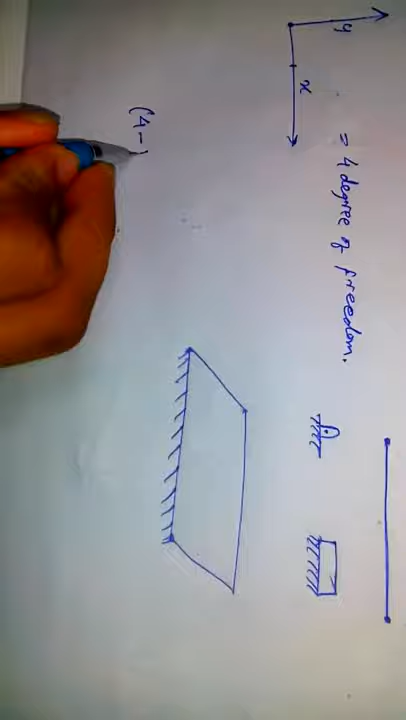 y
x
= 4 degree of freedom.
(4-